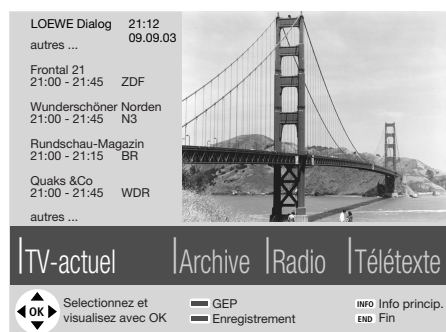 LOEWE Dialog 21:12
autres ... 09.09.03
Frontal 21
21:00 - 21:45 ZDF
Wunderschöner Norden
21:00 - 21:45 N3
Rundschau-Magazin
21:00 - 21:15 BR
Quaks &Co
21:00 - 21:45 WDR
autres ...
TV-actuel Archive Radio Télétexte
OK
Selectionnez et
visualisez avec OK
GEP
Enregistrement
INFO Info princip.
END Fin